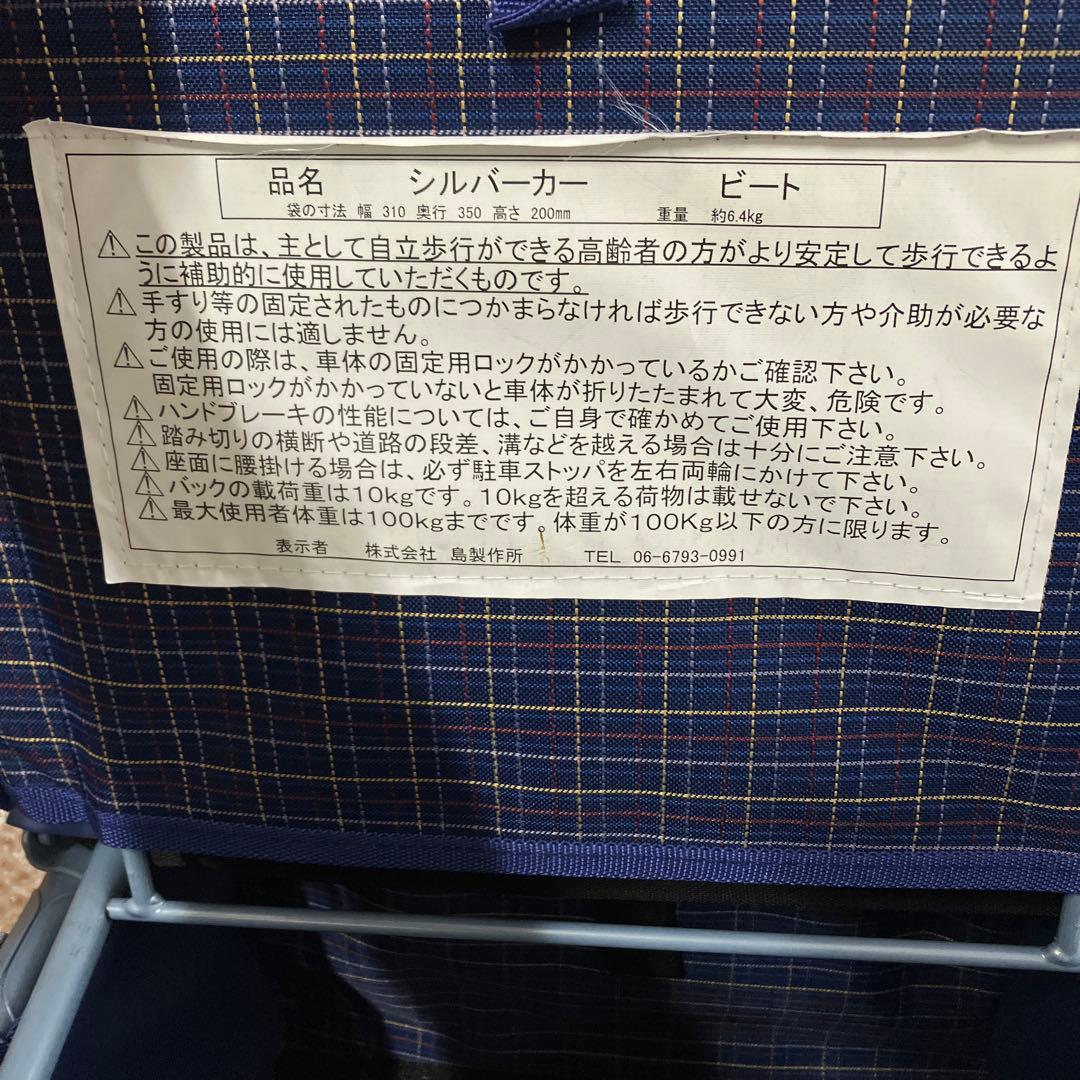 品名 シルバーカー ビート
袋の寸法 幅 310 奥行 350 高さ 200mm 重量 約6.4kg
⚠この製品は、主として自立歩行ができる高齢者の方がより安定して歩行できるよ
うに補助的に使用していただくものです。
⚠手すり等の固定されたものにつかまらなければ歩行できない方や介助が必要な
方の使用には適しません。
⚠ご使用の際は、車体の固定用ロックがかかっているかご確認下さい。
固定用ロックがかかっていないと車体が折りたたまれて大変、危険です。
⚠ハンドブレーキの性能については、ご自身で確かめてご使用下さい。
⚠踏み切りの横断や道路の段差、溝などを越える場合は十分にご注意下さい。
⚠座面に腰掛ける場合は、必ず駐車ストッパを左右両輪にかけて下さい。
⚠バックの載荷重は10kgです。10kgを超える荷物は載せないで下さい。
⚠最大使用者体重は100kgまでです。体重が100Kg以下の方に限ります。
表示者 株式会社 島製作所 TEL 06-6793-0991